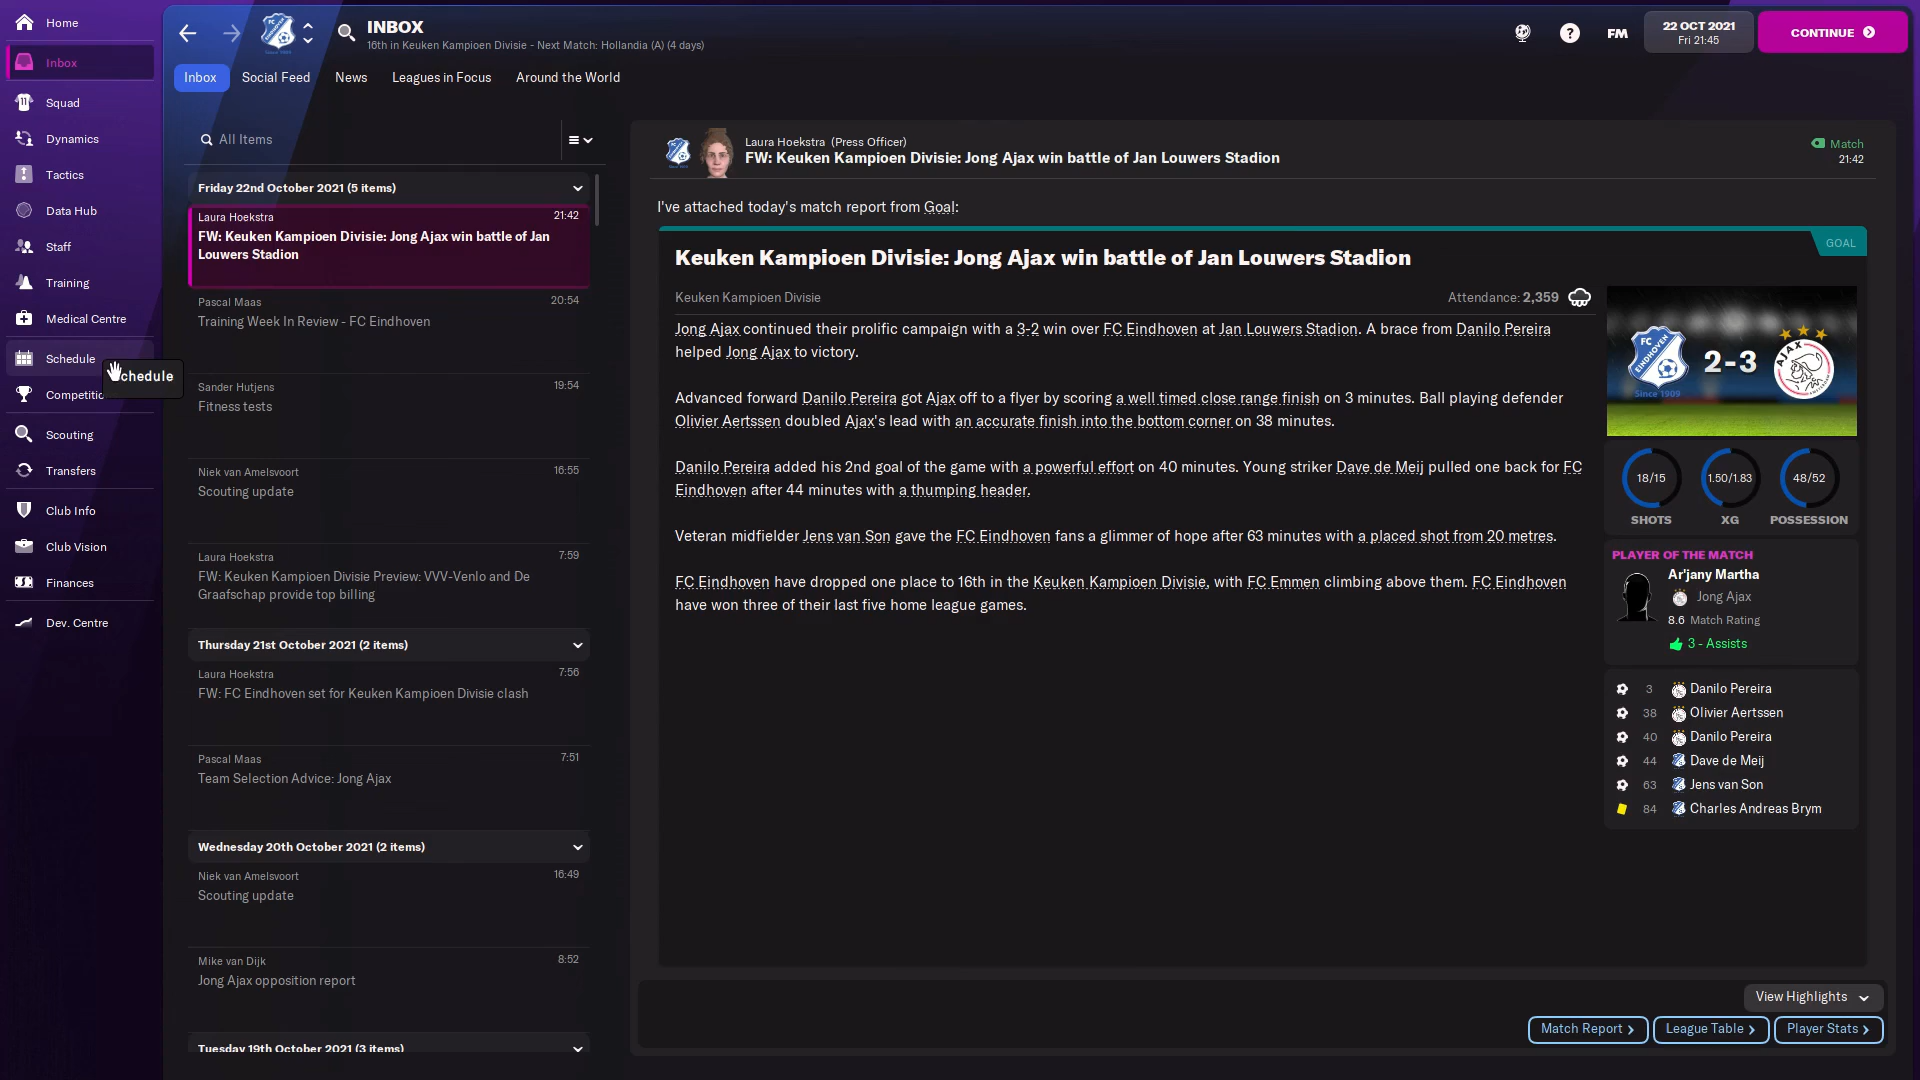 Home
Inbox
Squad
Dynamics
Tactics
Data Hub
Staff
Training
Medical Centre
Schedule
chedule
Competitio
Scouting
Transfers
Club Info
Club Vision
Finances
Dev. Centre
INBOX
16th in Keuken Kampioen Divisie - Next Match: Hollandia (A) (4 days)
FM
22 OCT 2021
Fri 21:45
CONTINUE
Inbox Social Feed News Leagues in Focus Around the World
All Items
Friday 22nd October 2021 (5 items)
Laura Hoekstra 21:42
FW: Keuken Kampioen Divisie: Jong Ajax win battle of Jan
Louwers Stadion
Pascal Maas 20:54
Training Week In Review - FC Eindhoven
Sander Hutjens 19:54
Fitness tests
Niek van Amelsvoort 16:55
Scouting update
Laura Hoekstra 7:59
FW: Keuken Kampioen Divisie Preview: VVV-Venlo and De
Graafschap provide top billing
Thursday 21st October 2021 (2 items)
Laura Hoekstra 7:56
FW: FC Eindhoven set for Keuken Kampioen Divisie clash
Pascal Maas 7:51
Team Selection Advice: Jong Ajax
Wednesday 20th October 2021 (2 items)
Niek van Amelsvoort 16:49
Scouting update
Mike van Dijk 8:52
Jong Ajax opposition report
Tuesday 19th October 2021 (3 items)
Laura Hoekstra (Press Officer)
FW: Keuken Kampioen Divisie: Jong Ajax win battle of Jan Louwers Stadion
Match
21:42
I've attached today's match report from Goal:
GOAL
Keuken Kampioen Divisie: Jong Ajax win battle of Jan Louwers Stadion
Keuken Kampioen Divisie Attendance: 2,359
Jong Ajax continued their prolific campaign with a 3-2 win over FC Eindhoven at Jan Louwers Stadion. A brace from Danilo Pereira
helped Jong Ajax to victory.
Advanced forward Danilo Pereira got Ajax off to a flyer by scoring a well timed close range finish on 3 minutes. Ball playing defender
Olivier Aertssen doubled Ajax's lead with an accurate finish into the bottom corner on 38 minutes.
Danilo Pereira added his 2nd goal of the game with a powerful effort on 40 minutes. Young striker Dave de Meij pulled one back for FC
Eindhoven after 44 minutes with a thumping header.
Veteran midfielder Jens van Son gave the FC Eindhoven fans a glimmer of hope after 63 minutes with a placed shot from 20 metres.
FC Eindhoven have dropped one place to 16th in the Keuken Kampioen Divisie, with FC Emmen climbing above them. FC Eindhoven
have won three of their last five home league games.
FC
EINDHOVEN
Since 1909
2-3
AJAX
18/15 1.50/1.83 48/52
SHOTS XG POSSESSION
PLAYER OF THE MATCH
Ar'jany Martha
Jong Ajax
8.6 Match Rating
3 - Assists
3 Danilo Pereira
38 Olivier Aertssen
40 Danilo Pereira
44 Dave de Meij
63 Jens van Son
84 Charles Andreas Brym
View Highlights
Match Report League Table Player Stats